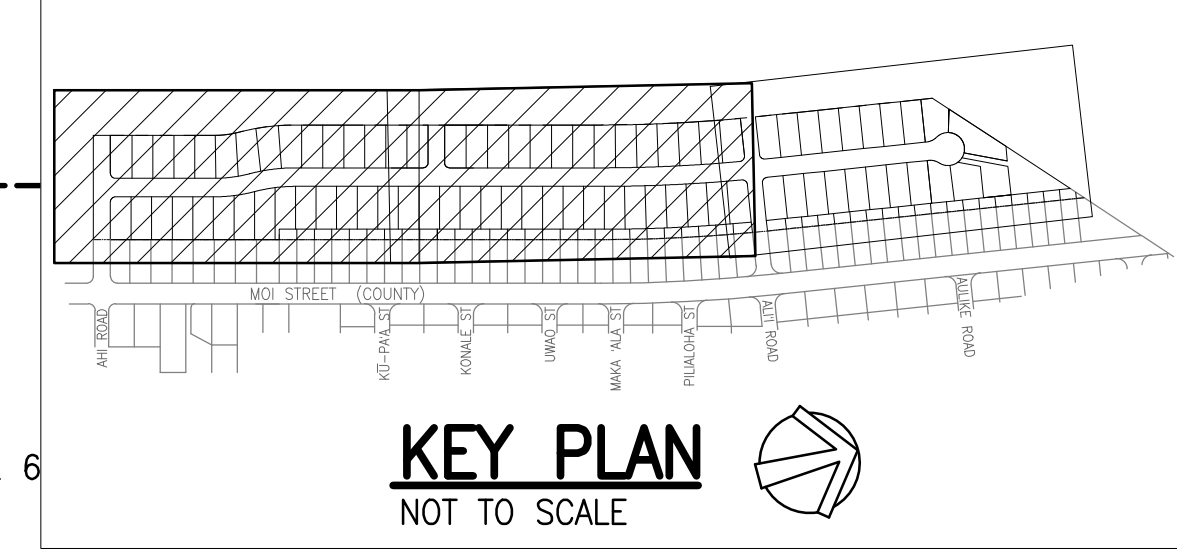 MOI STREET (COUNTY)
AHI ROAD
KŪ-PA'A ST
KONALE ST
UWAO ST
MAKA 'ALA ST
PILIALOHA ST
ALI'I ROAD
AULIKE ROAD
6
KEY PLAN
NOT TO SCALE